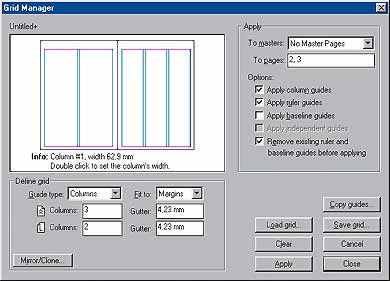 Grid Manager
Untitled+
Info: Column #1, width 62,9 mm
Double click to set the column's width.
Define grid
Guide type: Columns Fit to: Margins
Columns: 3 Gutter: 4,23 mm
Columns: 2 Gutter: 4,23 mm
Mirror/Clone...
Apply
To masters: No Master Pages
To pages: 2, 3
Options:
Apply column guides
Apply ruler guides
Apply baseline guides
Apply independent guides
Remove existing ruler and
baseline guides before applying
Copy guides...
Load grid... Save grid...
Clear Cancel
Apply Close